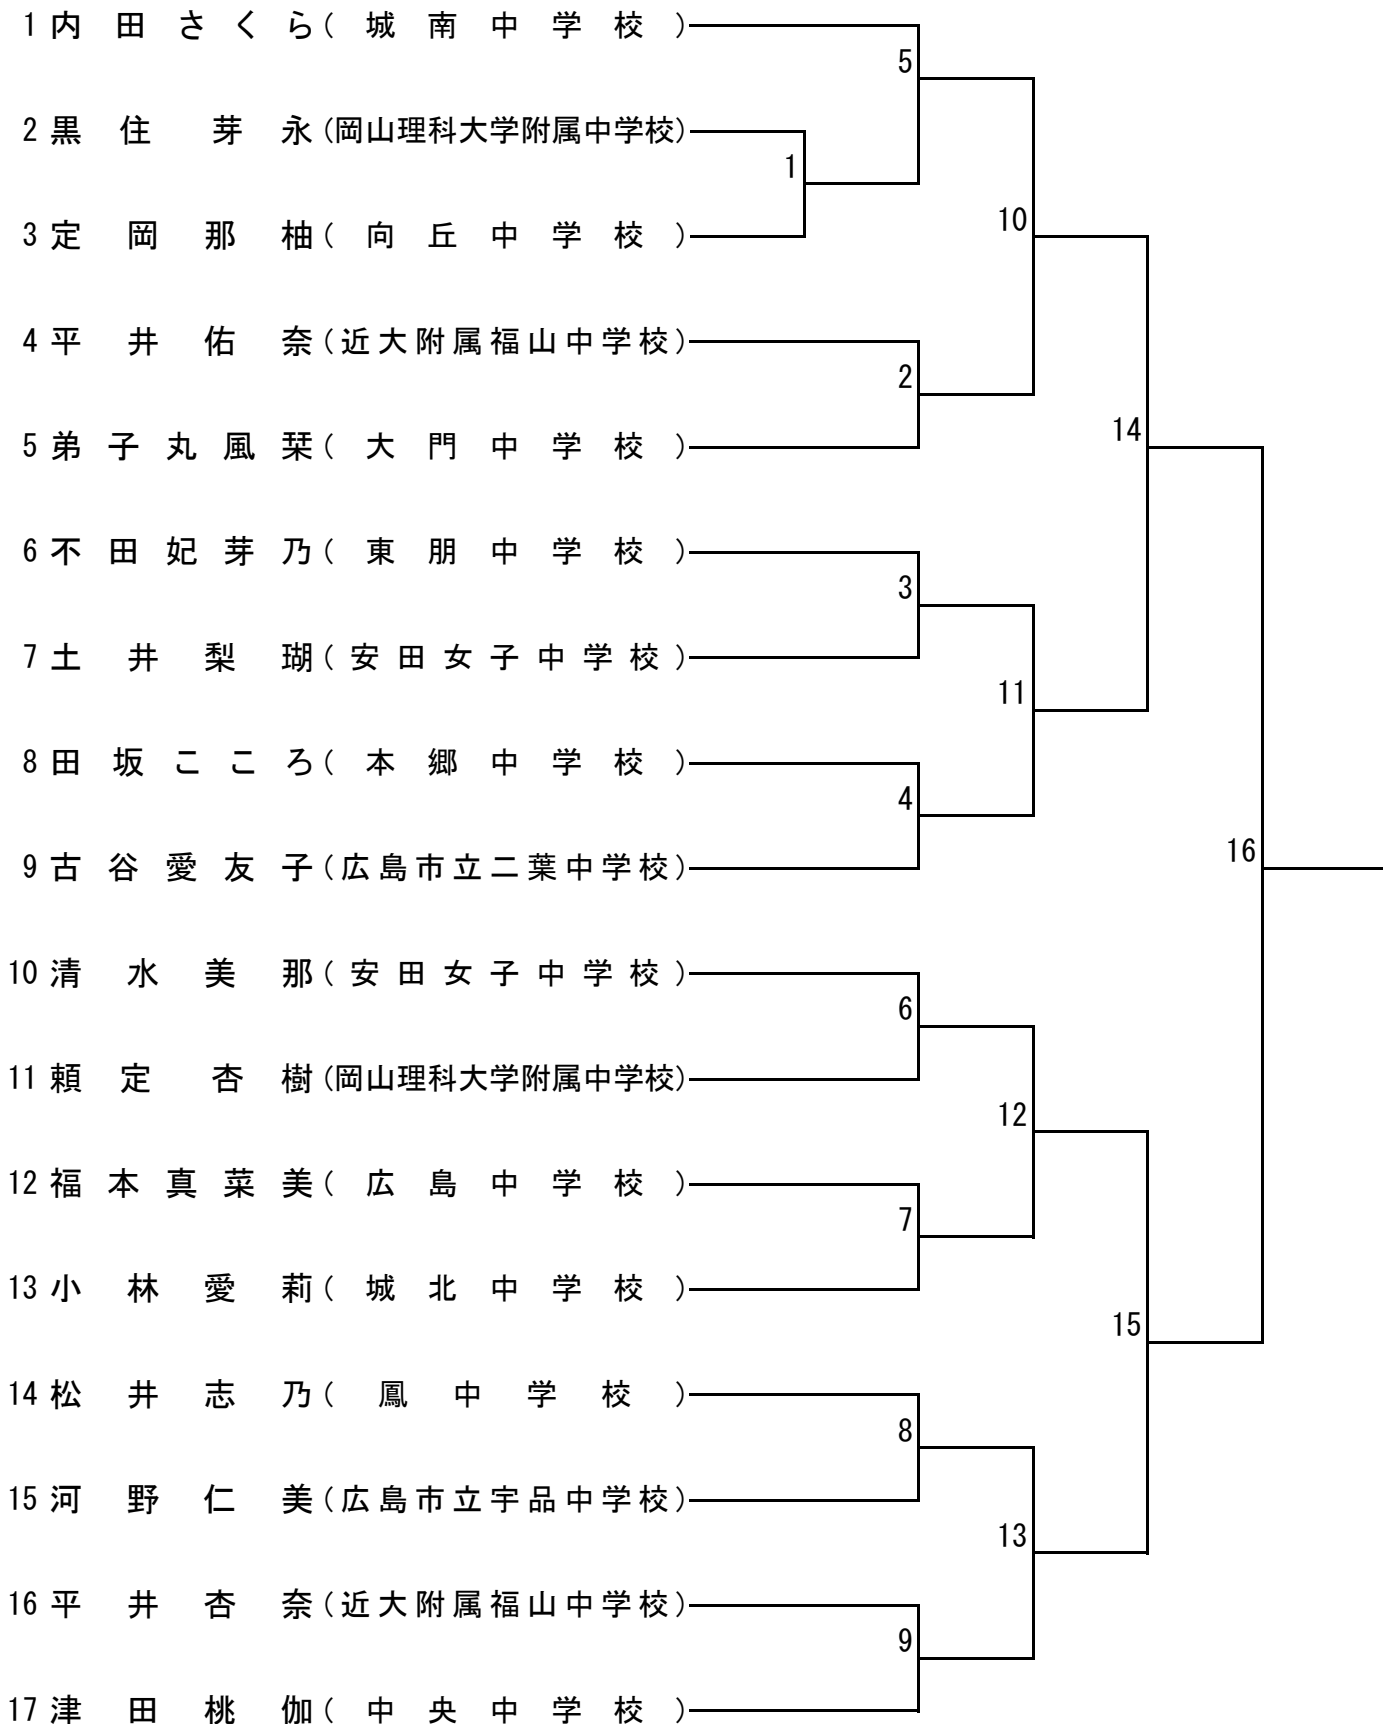 1 内田さくら(城南中学校)
5
2 黒住芽永(岡山理科大学附属中学校)
1
3 定岡那柚(向丘中学校)
10
4 平井佑奈(近大附属福山中学校)
2
14
5 弟子丸風栞(大門中学校)
6 不田妃芽乃(東朋中学校)
3
7 土井梨瑚(安田女子中学校)
11
8 田坂こころ(本郷中学校)
4
16
9 古谷愛友子(広島市立二葉中学校)
10 清水美那(安田女子中学校)
6
11 頼定杏樹(岡山理科大学附属中学校)
12
12 福本真菜美(広島中学校)
7
13 小林愛莉(城北中学校)
15
14 松井志乃(鳳中学校)
8
15 河野仁美(広島市立宇品中学校)
13
16 平井杏奈(近大附属福山中学校)
9
17 津田桃伽(中央中学校)